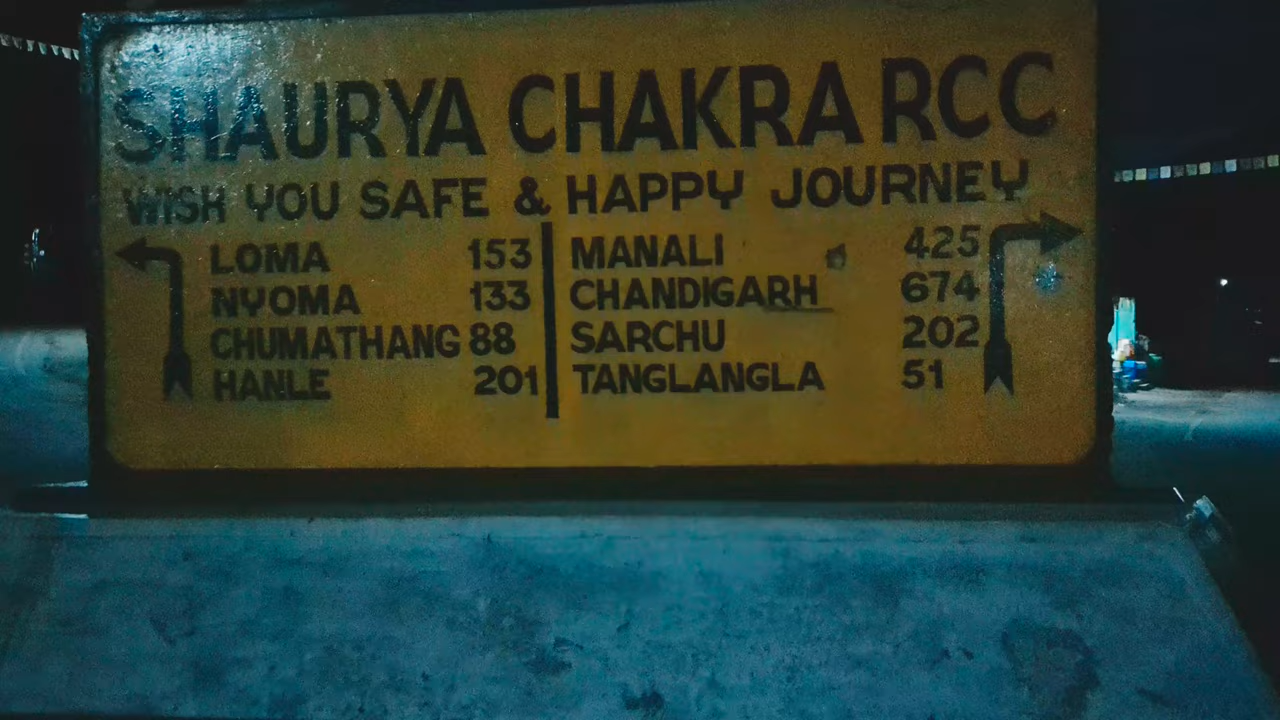 SHAURYA CHAKRA RCC
WISH YOU SAFE & HAPPY JOURNEY
LOMA 153
NYOMA 133
CHUMATHANG 88
HANLE 201
MANALI 425
CHANDIGARH 674
SARCHU 202
TANGLANGLA 51